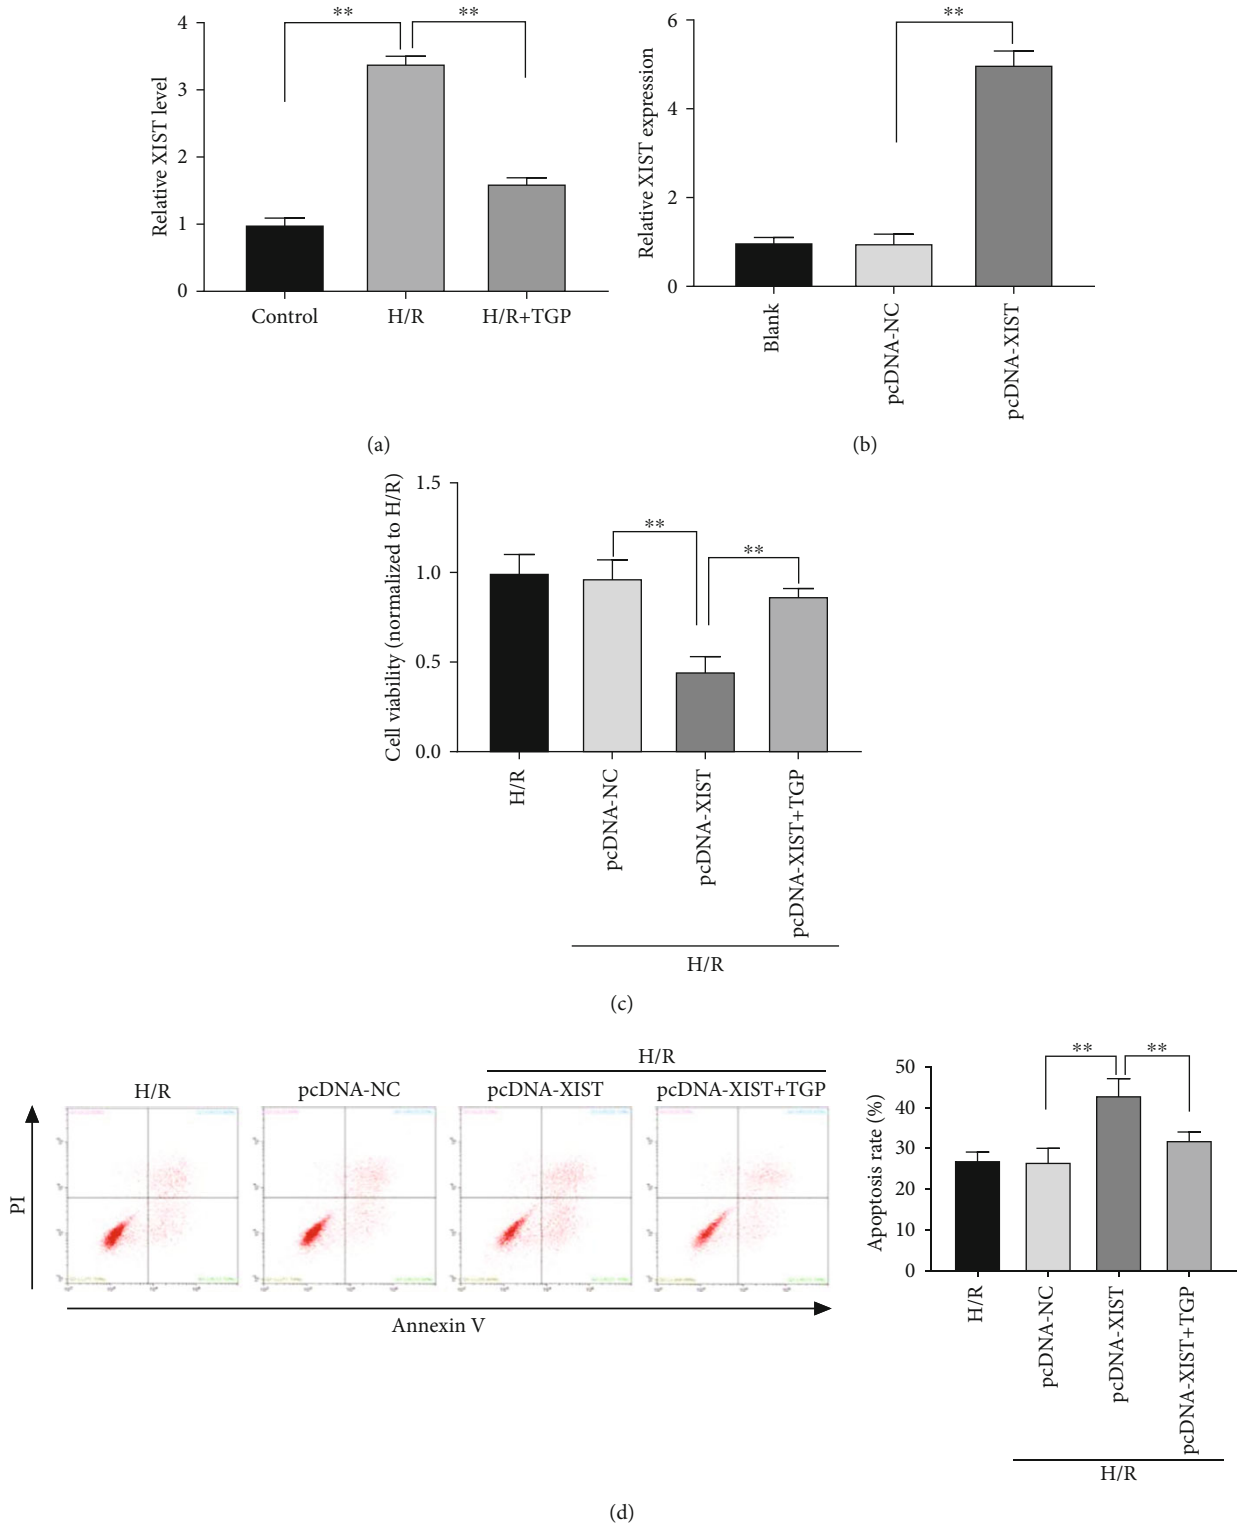 ** **
Relative XIST level
4
3
2
1
0
Control H/R H/R+TGP
(a)
**
Relative XIST expression
6
4
2
0
Blank
pcDNA-NC
pcDNA-XIST
(b)
Cell viability (normalized to H/R)
1.5
1.0
0.5
0.0
**
**
H/R
pcDNA-NC
pcDNA-XIST
pcDNA-XIST+TGP
H/R
(c)
H/R
H/R pcDNA-NC pcDNA-XIST pcDNA-XIST+TGP
PI
Annexin V
** **
Apoptosis rate (%)
50
40
30
20
10
0
H/R
pcDNA-NC
pcDNA-XIST
pcDNA-XIST+TGP
H/R
(d)